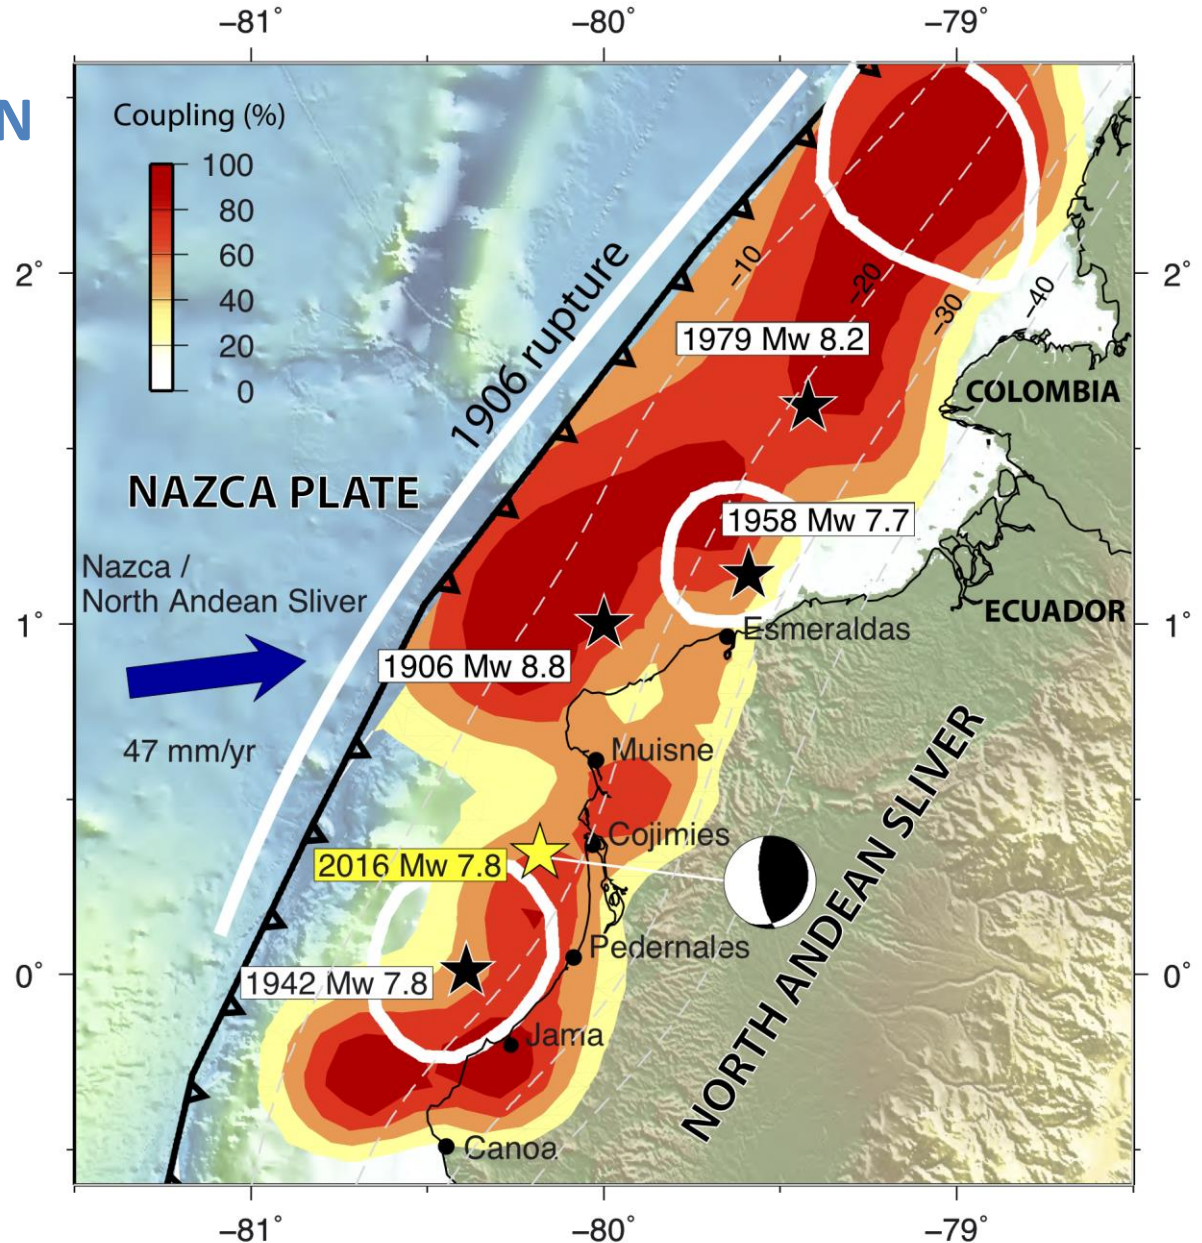 −81° −80° −79°
N
Coupling (%)
100
80
60
40
20
0
2° 2°
1906 rupture
−10
−20
−30
−40
1979 Mw 8.2
COLOMBIA
NAZCA PLATE
1958 Mw 7.7
Nazca /
North Andean Sliver
ECUADOR
1° 1°
Esmeraldas
1906 Mw 8.8
47 mm/yr
Muisne
Cojimies
2016 Mw 7.8
NORTH ANDEAN SLIVER
Pedernales
0° 0°
1942 Mw 7.8
Jama
Canoa
−81° −80° −79°